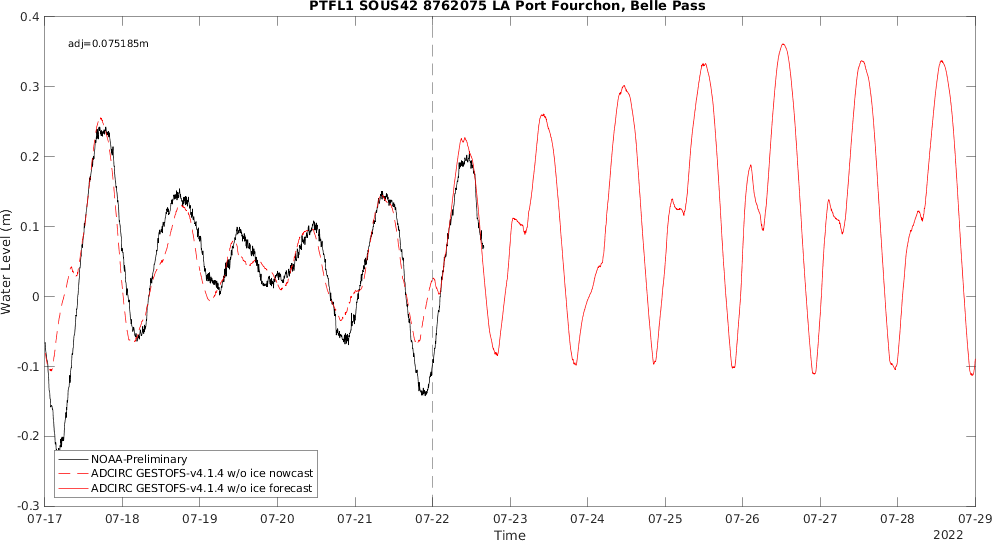 PTFL1 SOUS42 8762075 LA Port Fourchon, Belle Pass
adj=0.075185m
0.4
0.3
0.2
0.1
0
-0.1
-0.2
-0.3
Water Level (m)
NOAA-Preliminary
ADCIRC GESTOFS-v4.1.4 w/o ice nowcast
ADCIRC GESTOFS-v4.1.4 w/o ice forecast
07-17 07-18 07-19 07-20 07-21 07-22 07-23 07-24 07-25 07-26 07-27 07-28 07-29
Time
2022